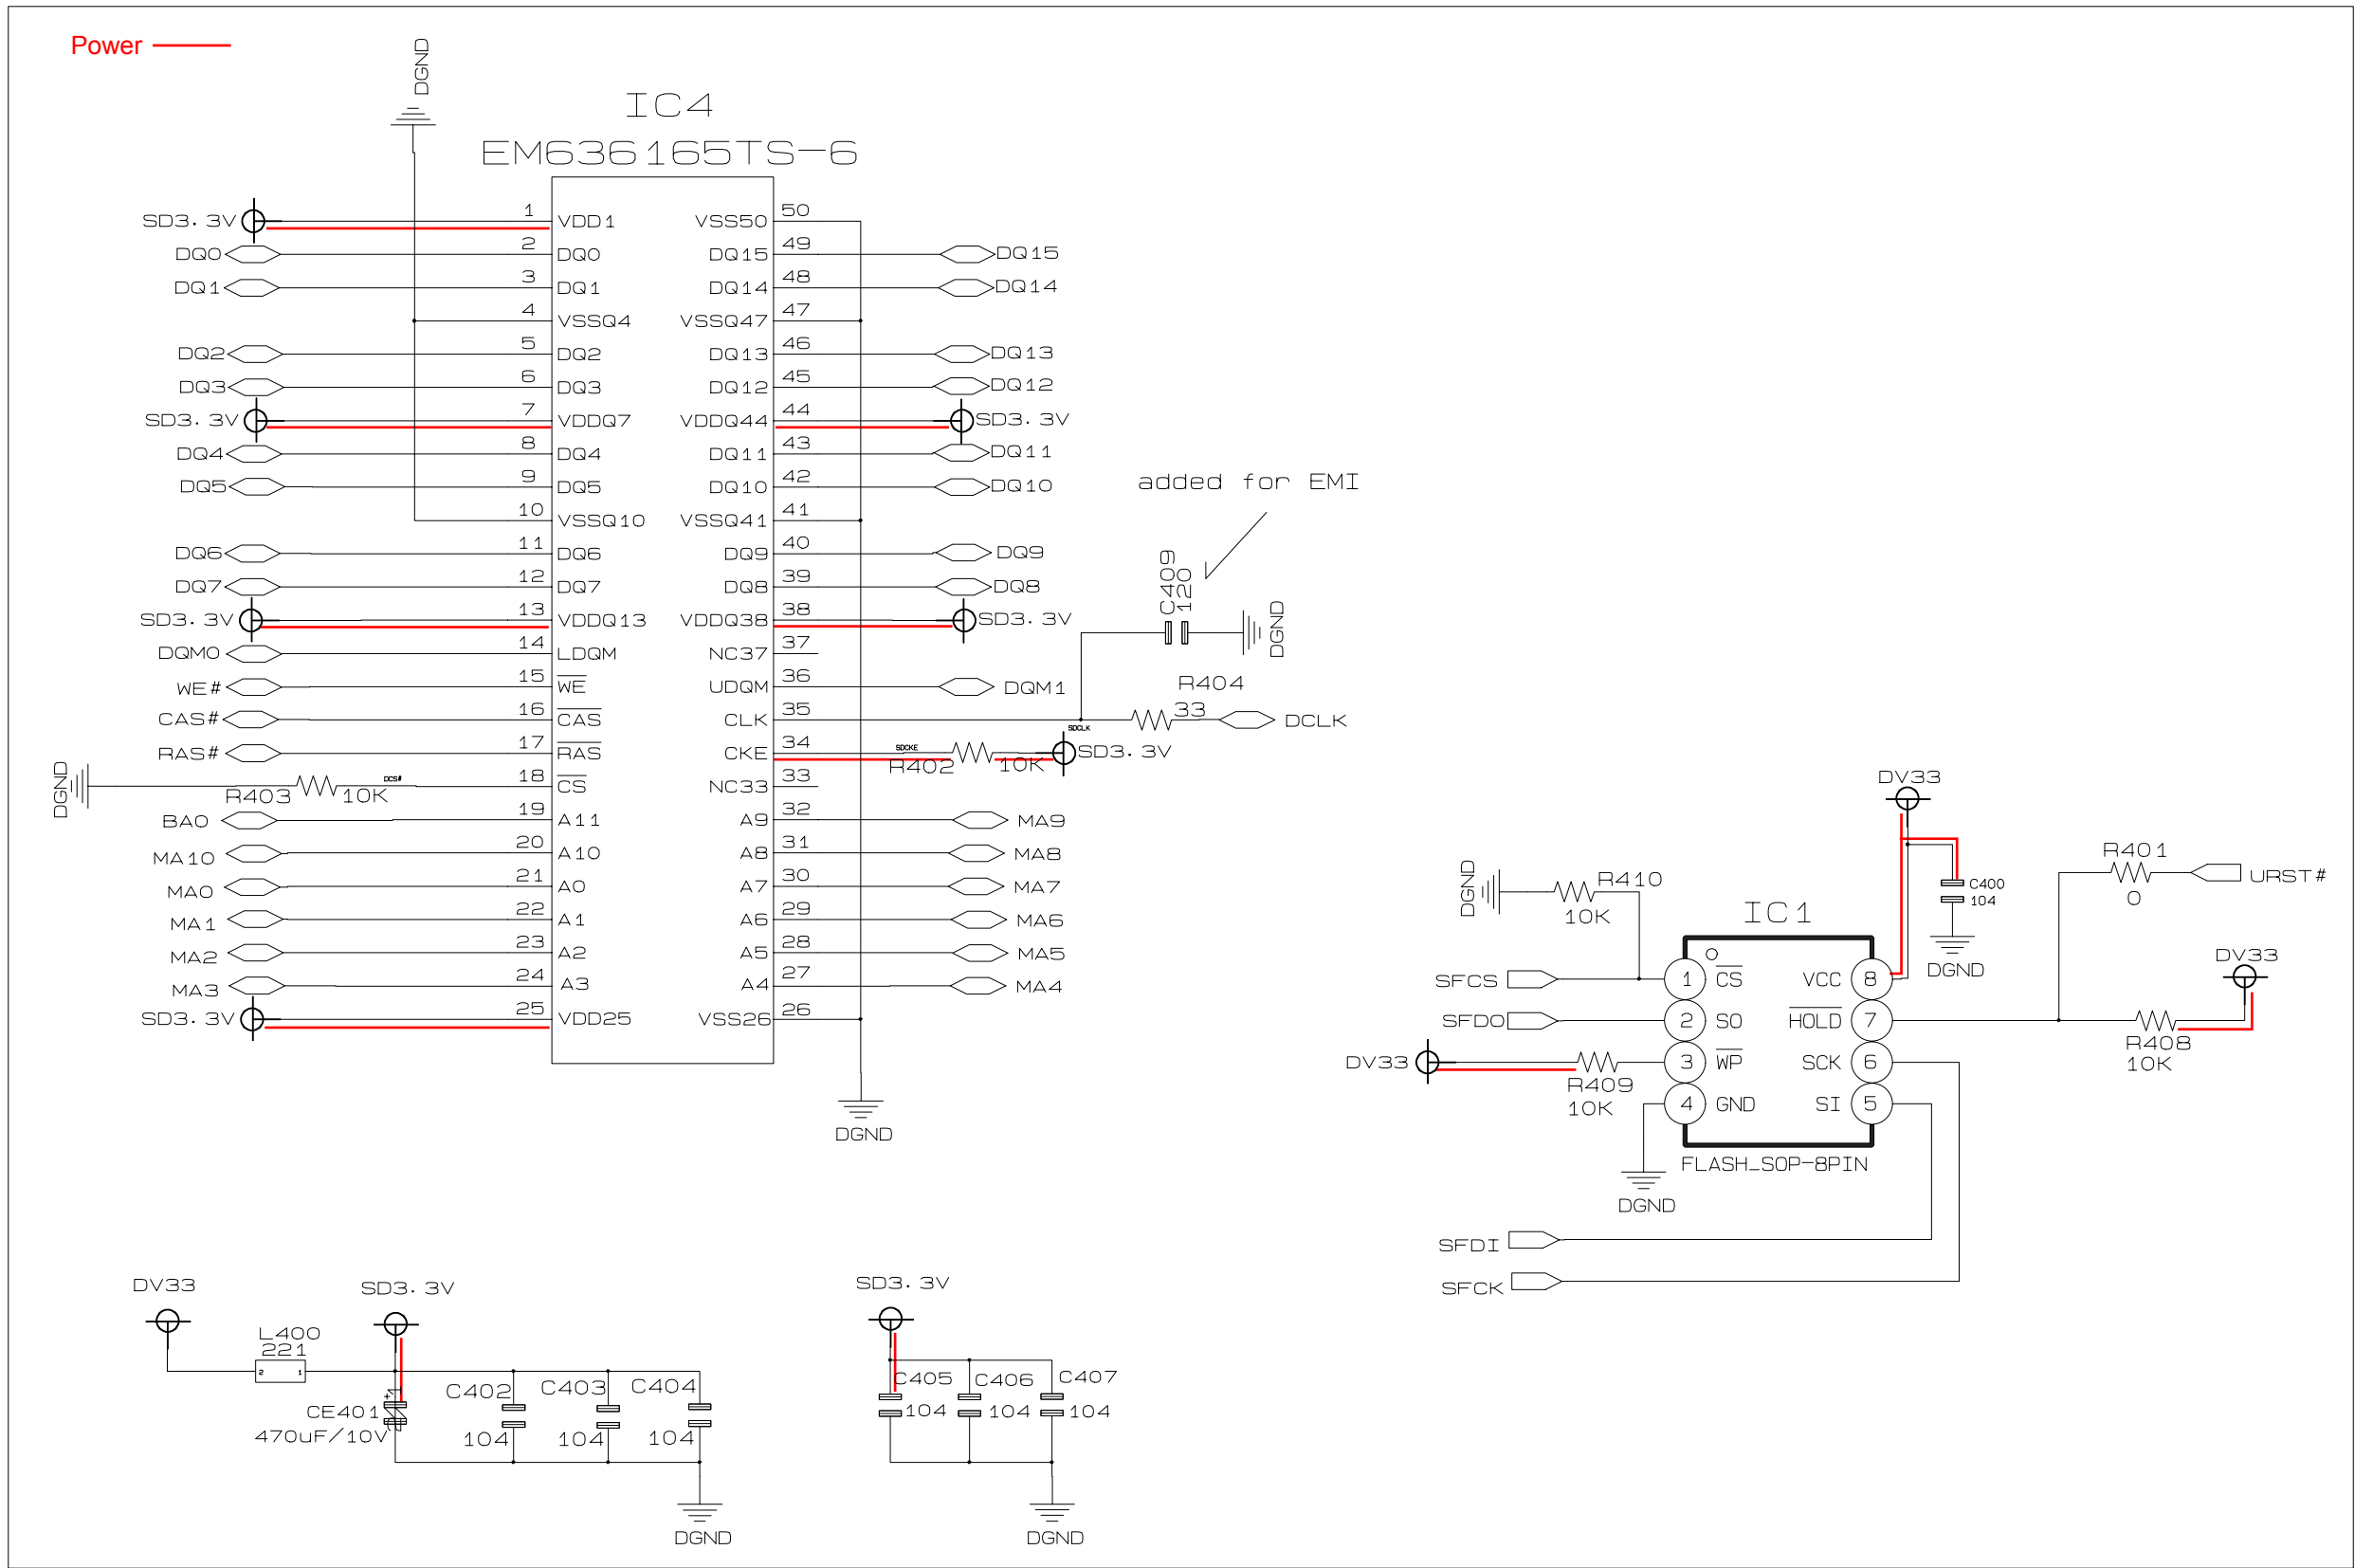 Power
DGND
IC4
EM636165TS-6
SD3.3V 1 VDD1 VSS50 50
DQ0 2 DQ0 DQ15 49 DQ15
DQ1 3 DQ1 DQ14 48 DQ14
4 VSSQ4 VSSQ47 47
DQ2 5 DQ2 DQ13 46 DQ13
DQ3 6 DQ3 DQ12 45 DQ12
SD3.3V 7 VDDQ7 VDDQ44 44 SD3.3V
DQ4 8 DQ4 DQ11 43 DQ11
DQ5 9 DQ5 DQ10 42 DQ10
added for EMI
10 VSSQ10 VSSQ41 41
DQ6 11 DQ6 DQ9 40 DQ9
DQ7 12 DQ7 DQ8 39 DQ8
C409
120
DGND
SD3.3V 13 VDDQ13 VDDQ38 38 SD3.3V
DQM0 14 LDQM NC37 37
WE# 15 WE UDQM 36 DQM1
R404
33
CAS# 16 CAS CLK 35 DCLK
SDCLK
RAS# 17 RAS CKE 34 SDCKE SD3.3V
R402 10K
DGND
DCS#
18 CS NC33 33
R403 10K
BA0 19 A11 A9 32 MA9
MA10 20 A10 A8 31 MA8
MA0 21 A0 A7 30 MA7
MA1 22 A1 A6 29 MA6
MA2 23 A2 A5 28 MA5
MA3 24 A3 A4 27 MA4
SD3.3V 25 VDD25 VSS26 26
DGND
DV33
R401
0
URST#
C400
104
DGND
DGND
R410
10K
IC1
SFCS 1 CS VCC 8
DV33
SFDO 2 SO HOLD 7
R408
10K
DV33 3 WP SCK 6
R409
10K
4 GND SI 5
FLASH_SOP-8PIN
DGND
SFDI
SFCK
DV33
SD3.3V
L400
221
2 1
+ 1
CE401
470uF/10V
2
C402
104
C403
104
C404
104
DGND
SD3.3V
C405
104
C406
104
C407
104
DGND